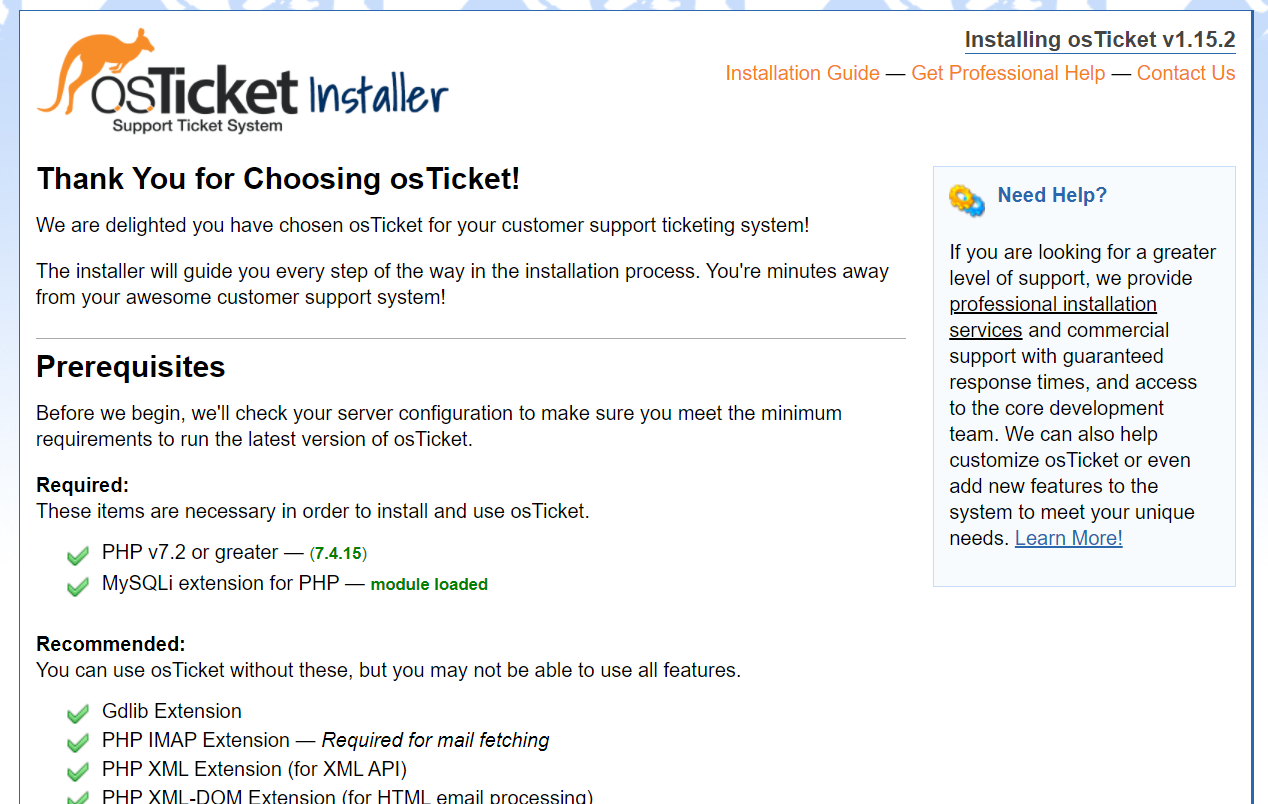 osTicket Installer
Support Ticket System
Installing osTicket v1.15.2
Installation Guide — Get Professional Help — Contact Us
Thank You for Choosing osTicket!
We are delighted you have chosen osTicket for your customer support ticketing system!
The installer will guide you every step of the way in the installation process. You're minutes away
from your awesome customer support system!
Prerequisites
Before we begin, we'll check your server configuration to make sure you meet the minimum
requirements to run the latest version of osTicket.
Required:
These items are necessary in order to install and use osTicket.
PHP v7.2 or greater — (7.4.15)
MySQLi extension for PHP — module loaded
Recommended:
You can use osTicket without these, but you may not be able to use all features.
Gdlib Extension
PHP IMAP Extension — Required for mail fetching
PHP XML Extension (for XML API)
PHP XML-DOM Extension (for HTML email processing)
Need Help?
If you are looking for a greater
level of support, we provide
professional installation
services and commercial
support with guaranteed
response times, and access
to the core development
team. We can also help
customize osTicket or even
add new features to the
system to meet your unique
needs. Learn More!